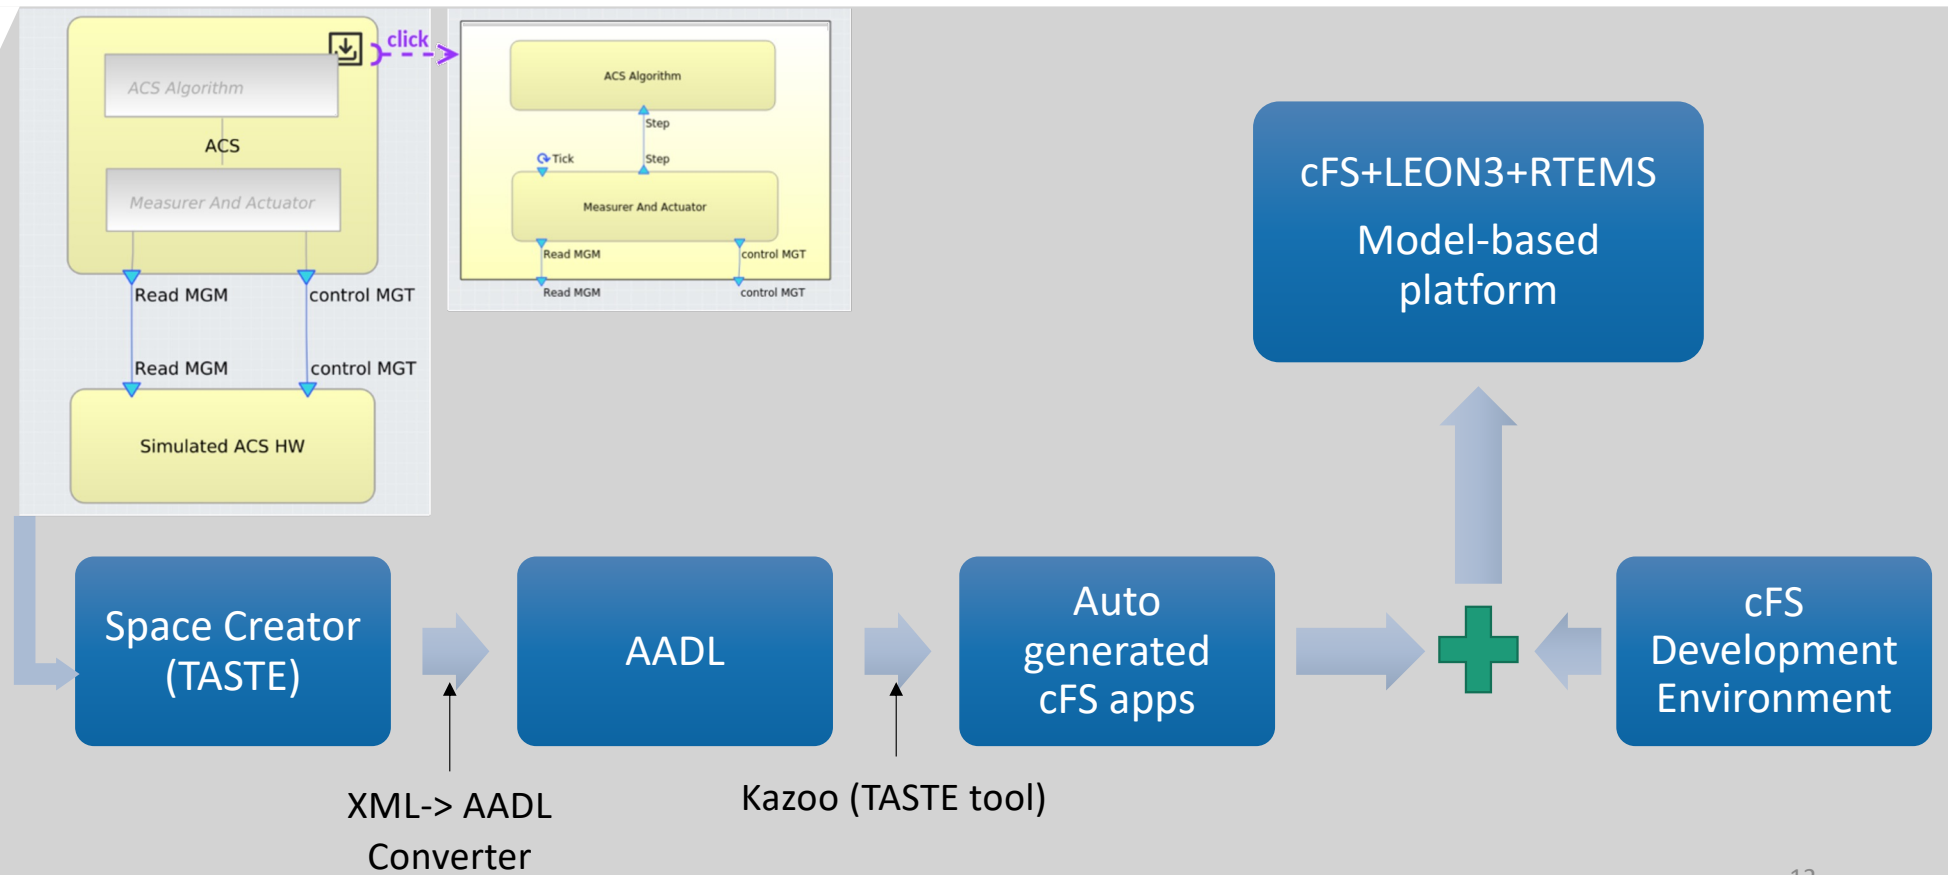 click
ACS Algorithm
ACS
Measurer And Actuator
Read MGM
control MGT
Read MGM
control MGT
Simulated ACS HW
ACS Algorithm
Step
Tick
Step
Measurer And Actuator
Read MGM
control MGT
Read MGM
control MGT
cFS+LEON3+RTEMS
Model-based
platform
Space Creator
(TASTE)
AADL
Auto
generated
cFS apps
cFS
Development
Environment
XML-> AADL
Converter
Kazoo (TASTE tool)